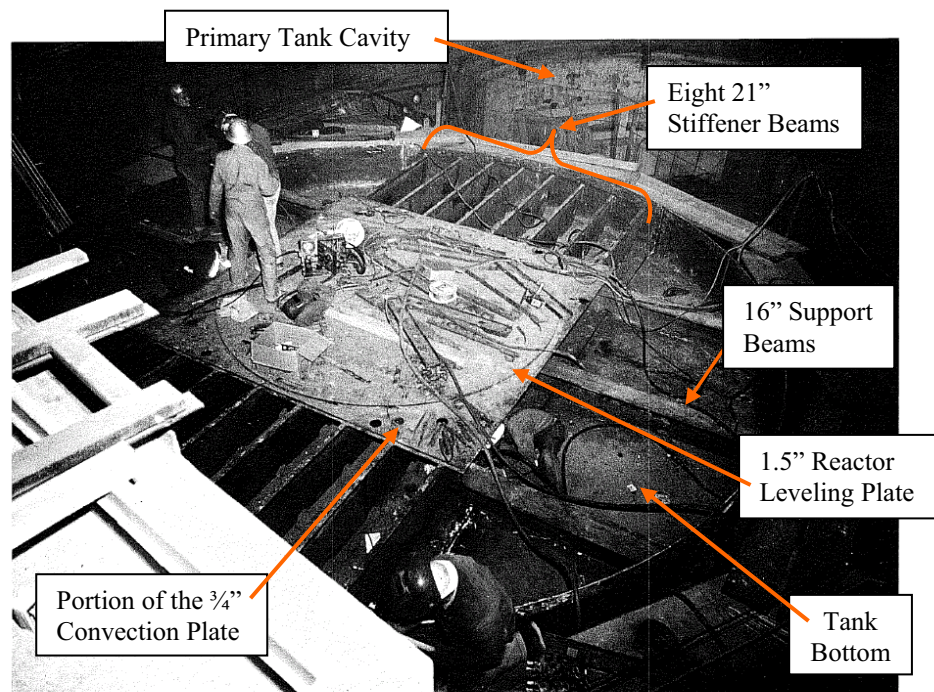 Primary Tank Cavity
Eight 21”
Stiffener Beams
16” Support
Beams
1.5” Reactor
Leveling Plate
Portion of the ¾”
Convection Plate
Tank
Bottom